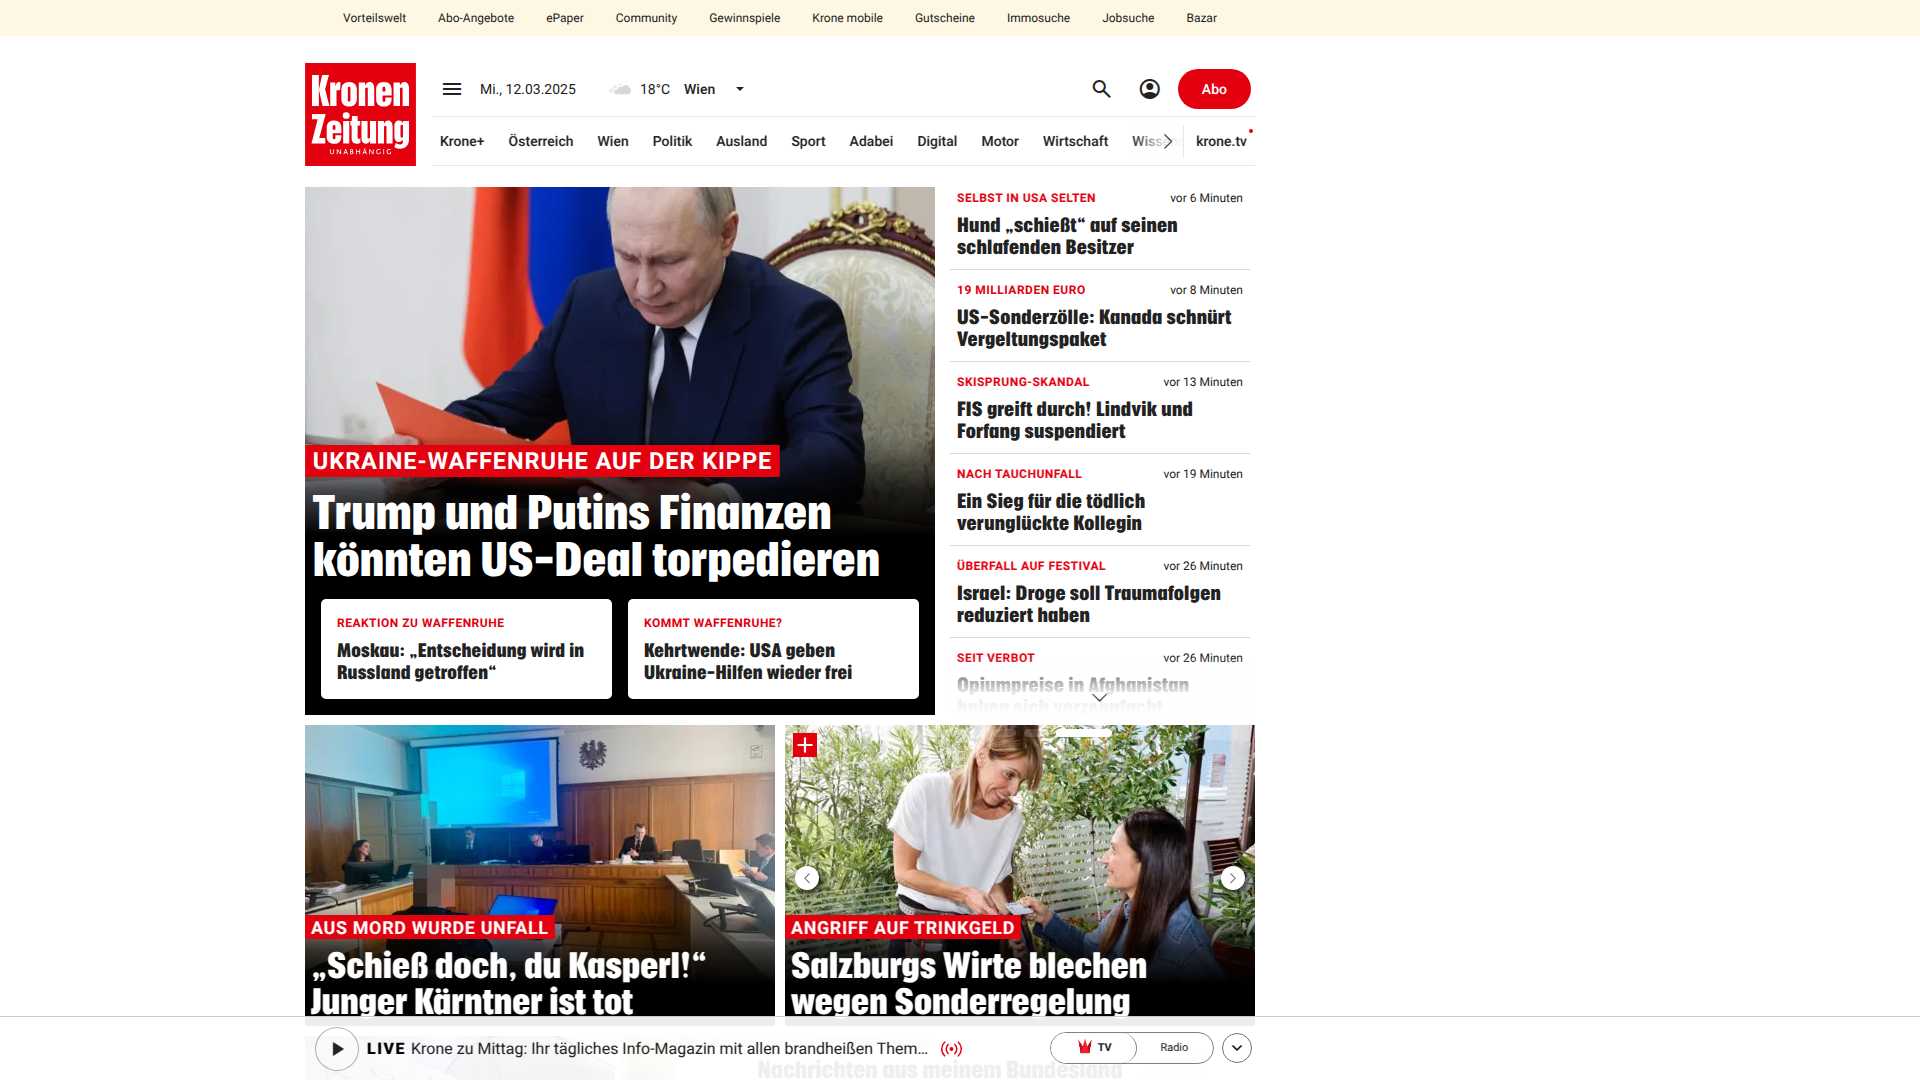 Vorteilswelt Abo-Angebote ePaper Community Gewinnspiele Krone mobile Gutscheine Immosuche Jobsuche Bazar
Kronen
Zeitung
UNABHÄNGIG
Mi., 12.03.2025 18°C Wien
Abo
Krone+ Österreich Wien Politik Ausland Sport Adabei Digital Motor Wirtschaft krone.tv
UKRAINE-WAFFENRUHE AUF DER KIPPE
Trump und Putins Finanzen
könnten US-Deal torpedieren
REAKTION ZU WAFFENRUHE
Moskau: „Entscheidung wird in
Russland getroffen“
KOMMT WAFFENRUHE?
Kehrtwende: USA geben
Ukraine-Hilfen wieder frei
SELBST IN USA SELTEN vor 6 Minuten
Hund „schießt“ auf seinen
schlafenden Besitzer
19 MILLIARDEN EURO vor 8 Minuten
US-Sonderzölle: Kanada schnürt
Vergeltungspaket
SKISPRUNG-SKANDAL vor 13 Minuten
FIS greift durch! Lindvik und
Forfang suspendiert
NACH TAUCHUNFALL vor 19 Minuten
Ein Sieg für die tödlich
verunglückte Kollegin
ÜBERFALL AUF FESTIVAL vor 26 Minuten
Israel: Droge soll Traumafolgen
reduziert haben
SEIT VERBOT vor 26 Minuten
Opiumpreise in Afghanistan
haben sich verzehnfacht
AUS MORD WURDE UNFALL
„Schieß doch, du Kasperl!“
Junger Kärntner ist tot
ANGRIFF AUF TRINKGELD
Salzburgs Wirte blechen
wegen Sonderregelung
LIVE Krone zu Mittag: Ihr tägliches Info-Magazin mit allen brandheißen Them...
TV Radio
Nachrichten aus meinem Bundesland